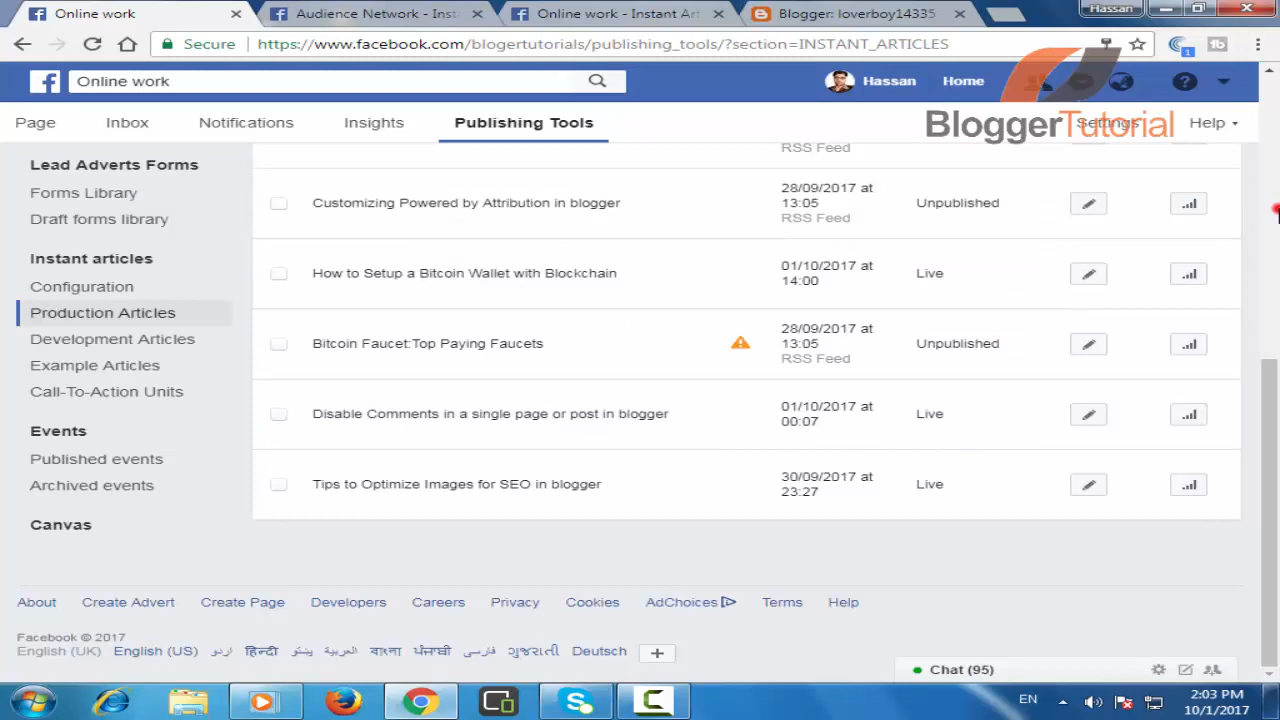 Online work
Audience Network - Inst
Online work - Instant Art
Blogger: loverboy14335
Hassan
Secure
https://www.facebook.com/blogertutorials/publishing_tools/?section=INSTANT_ARTICLES
1
f
Online work
Hassan
Home
BloggerTutorial
Page
Inbox
Notifications
Insights
Publishing Tools
Settings
Help
Lead Adverts Forms
Forms Library
Draft forms library
Instant articles
Configuration
Production Articles
Development Articles
Example Articles
Call-To-Action Units
Events
Published events
Archived events
Canvas
RSS Feed
Customizing Powered by Attribution in blogger
28/09/2017 at
13:05
RSS Feed
Unpublished
How to Setup a Bitcoin Wallet with Blockchain
01/10/2017 at
14:00
Live
Bitcoin Faucet:Top Paying Faucets
28/09/2017 at
13:05
RSS Feed
Unpublished
Disable Comments in a single page or post in blogger
01/10/2017 at
00:07
Live
Tips to Optimize Images for SEO in blogger
30/09/2017 at
23:27
Live
About Create Advert Create Page Developers Careers Privacy Cookies AdChoices Terms Help
Facebook © 2017
English (UK) English (US) اردو हिन्दी پښتو العربية বাংলা ਪੰਜਾਬੀ فارسی ગુજરાતી Deutsch +
Chat (95)
EN
2:03 PM
10/1/2017